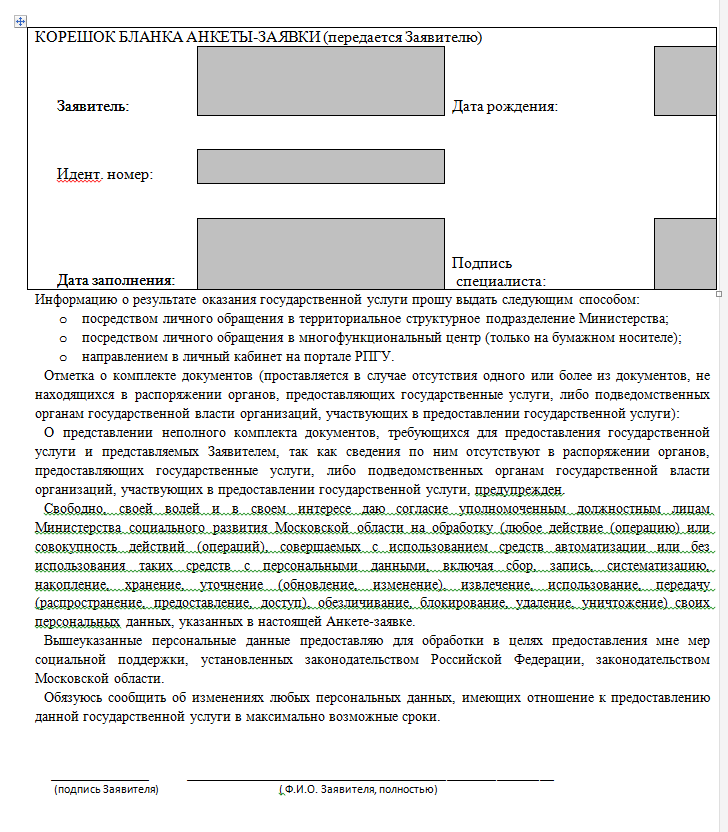 КОРЕШОК БЛАНКА АНКЕТЫ-ЗАЯВКИ (передается Заявителю)
Заявитель: Дата рождения:
Идент. номер:
Подпись
Дата заполнения: специалиста:
Информацию о результате оказания государственной услуги прошу выдать следующим способом:
o посредством личного обращения в территориальное структурное подразделение Министерства;
o посредством личного обращения в многофункциональный центр (только на бумажном носителе);
o направлением в личный кабинет на портале РПГУ.
Отметка о комплекте документов (проставляется в случае отсутствия одного или более из документов, не
находящихся в распоряжении органов, предоставляющих государственные услуги, либо подведомственных
органам государственной власти организаций, участвующих в предоставлении государственной услуги):
О представлении неполного комплекта документов, требующихся для предоставления государственной
услуги и представляемых Заявителем, так как сведения по ним отсутствуют в распоряжении органов,
предоставляющих государственные услуги, либо подведомственных органам государственной власти
организаций, участвующих в предоставлении государственной услуги, предупрежден.
Свободно, своей волей и в своем интересе даю согласие уполномоченным должностным лицам
Министерства социального развития Московской области на обработку (любое действие (операцию) или
совокупность действий (операций), совершаемых с использованием средств автоматизации или без
использования таких средств с персональными данными, включая сбор, запись, систематизацию,
накопление, хранение, уточнение (обновление, изменение), извлечение, использование, передачу
(распространение, предоставление, доступ), обезличивание, блокирование, удаление, уничтожение) своих
персональных данных, указанных в настоящей Анкете-заявке.
Вышеуказанные персональные данные предоставляю для обработки в целях предоставления мне мер
социальной поддержки, установленных законодательством Российской Федерации, законодательством
Московской области.
Обязуюсь сообщить об изменениях любых персональных данных, имеющих отношение к предоставлению
данной государственной услуги в максимально возможные сроки.
(подпись Заявителя) ( Ф.И.О. Заявителя, полностью)